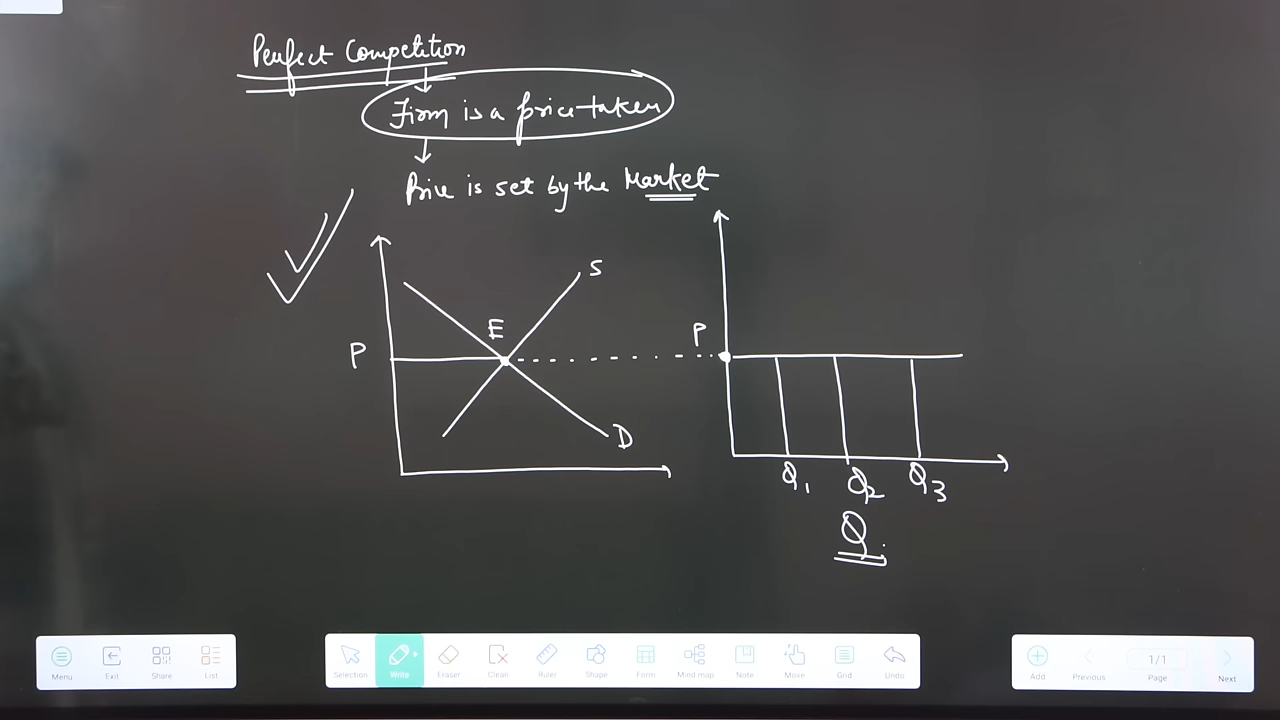 Perfect Competition
Firm is a price-taker
Price is set by the Market
S
E
P
P
D
Q1 Q2 Q3
Q
Menu Exit Share List
Selection Write Eraser Clean Ruler Shape Form Mind map Note Move Grid Undo
Add Previous 1/1 Page Next